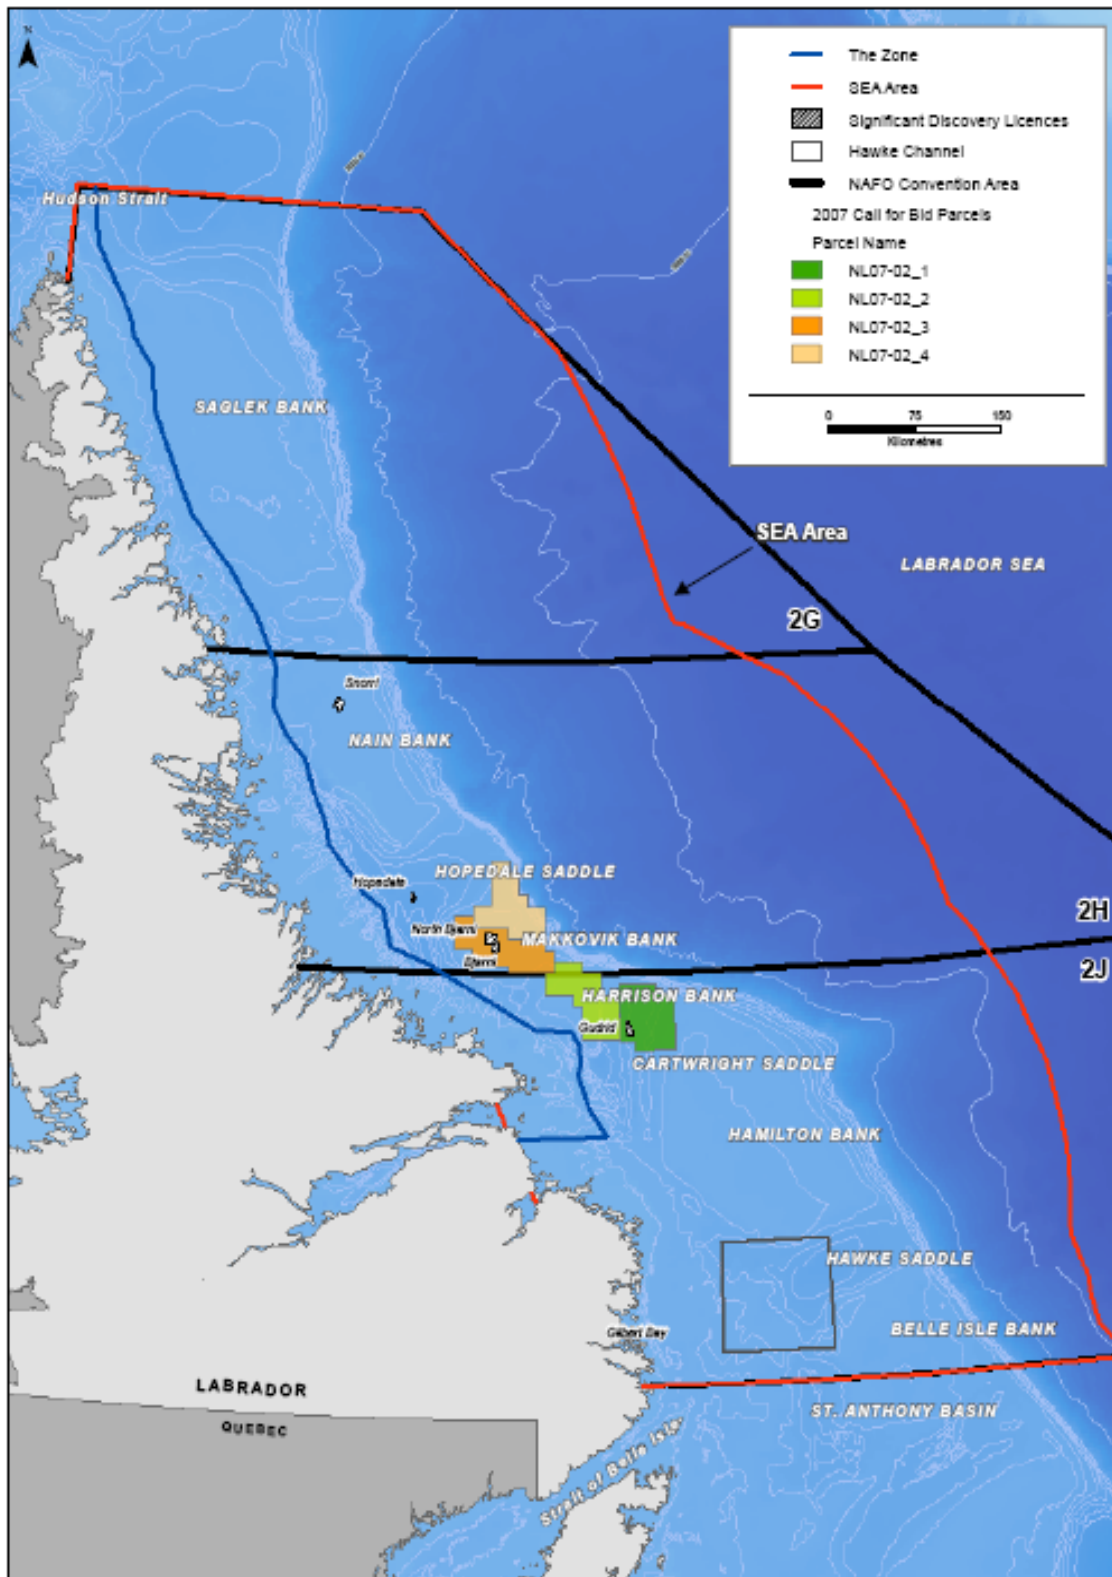 N
The Zone
SEA Area
Significant Discovery Licences
Hawke Channel
NAFO Convention Area
2007 Call for Bid Parcels
Parcel Name
NL07-02_1
NL07-02_2
NL07-02_3
NL07-02_4
0 75 150
Kilometres
Hudson Strait
SAGLEK BANK
SEA Area
LABRADOR SEA
2G
Snorri
NAIN BANK
HOPEDALE SADDLE
Hopedale
2H
North Bjarni
MAKKOVIK BANK
Bjarni
2J
HARRISON BANK
Gudrid
CARTWRIGHT SADDLE
HAMILTON BANK
HAWKE SADDLE
Gilbert Bay
BELLE ISLE BANK
LABRADOR
QUEBEC
ST. ANTHONY BASIN
Strait of Belle Isle